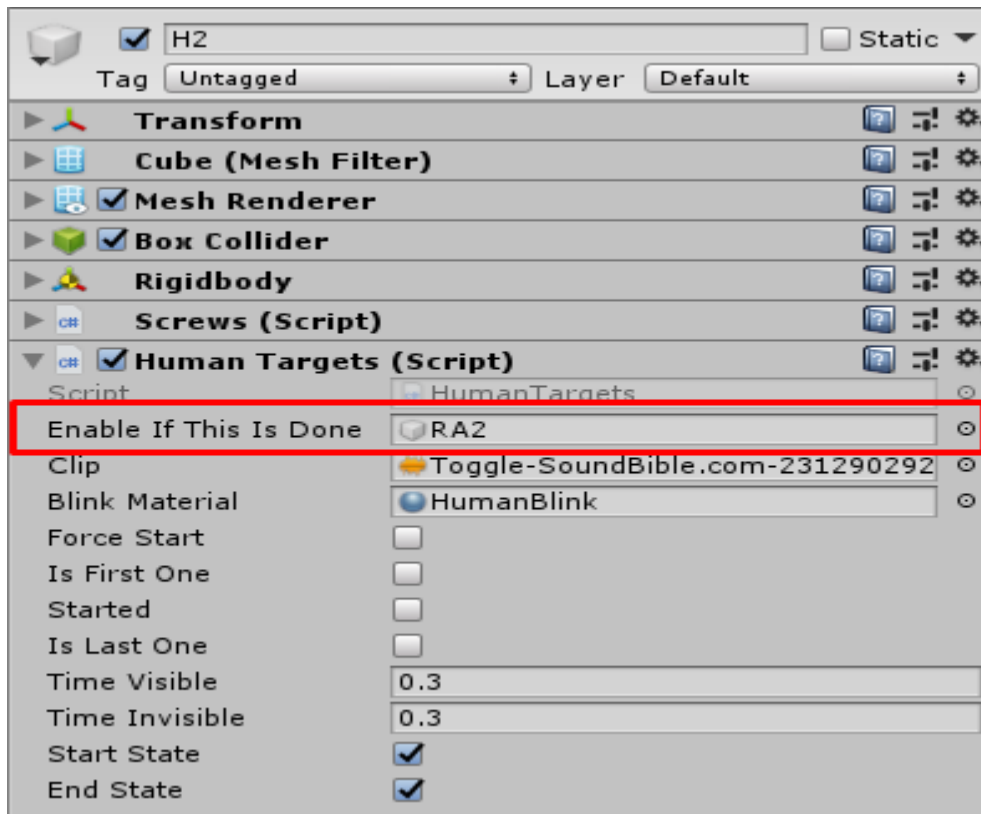 H2 Static
Tag Untagged Layer Default
Transform
Cube (Mesh Filter)
Mesh Renderer
Box Collider
Rigidbody
c# Screws (Script)
c# Human Targets (Script)
Script HumanTargets
Enable If This Is Done RA2
Clip Toggle-SoundBible.com-231290292
Blink Material HumanBlink
Force Start
Is First One
Started
Is Last One
Time Visible 0.3
Time Invisible 0.3
Start State
End State